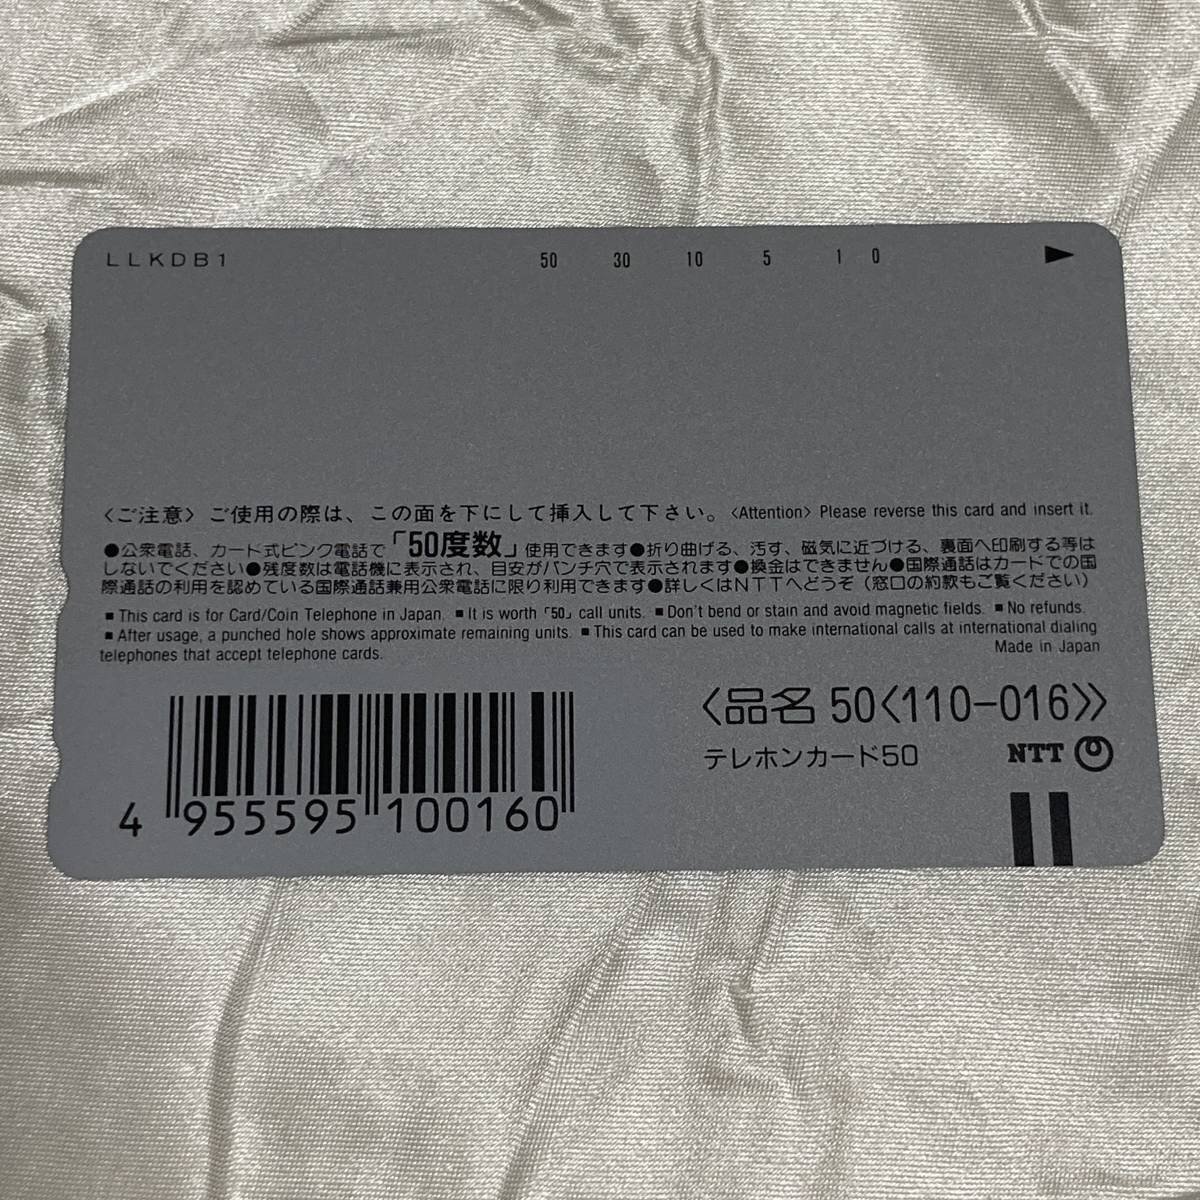 LLKDB1 50 30 10 5 1 0 ▶
〈ご注意〉ご使用の際は、この面を下にして挿入して下さい。〈Attention〉 Please reverse this card and insert it.
●公衆電話、カード式ピンク電話で「50度数」使用できます●折り曲げる、汚す、磁気に近づける、裏面へ印刷する等は
しないでください●残度数は電話機に表示され、目安がパンチ穴で表示されます●換金はできません●国際通話はカードでの国
際通話の利用を認めている国際通話兼用公衆電話に限り利用できます●詳しくはNTTへどうぞ（窓口の約款もご覧ください）
■ This card is for Card/Coin Telephone in Japan. ■ It is worth「50」call units. ■ Don't bend or stain and avoid magnetic fields. ■ No refunds.
■ After usage, a punched hole shows approximate remaining units. ■ This card can be used to make international calls at international dialing
telephones that accept telephone cards. Made in Japan
〈品名 50〈110-016〉〉
テレホンカード50 NTT
4 955595 100160